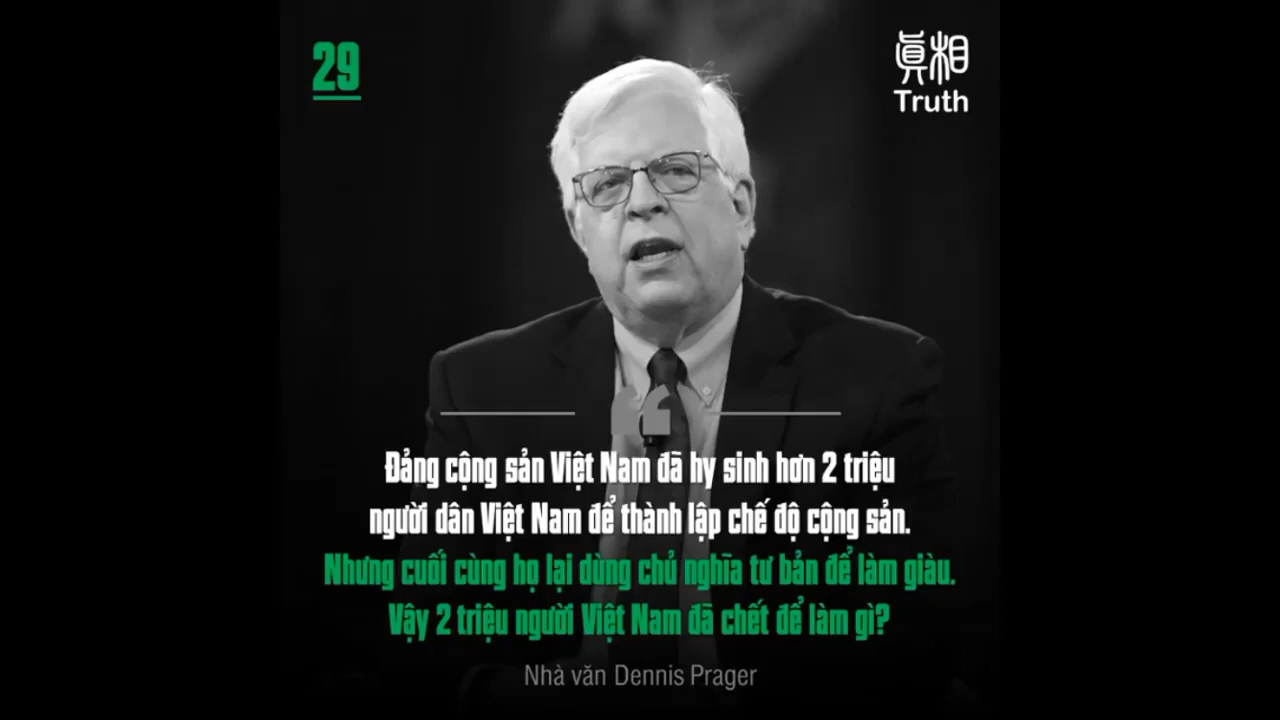 29
眞相
Truth
Đảng cộng sản Việt Nam đã hy sinh hơn 2 triệu
người dân Việt Nam để thành lập chế độ cộng sản.
Nhưng cuối cùng họ lại dùng chủ nghĩa tư bản để làm giàu.
Vậy 2 triệu người Việt Nam đã chết để làm gì?
Nhà văn Dennis Prager